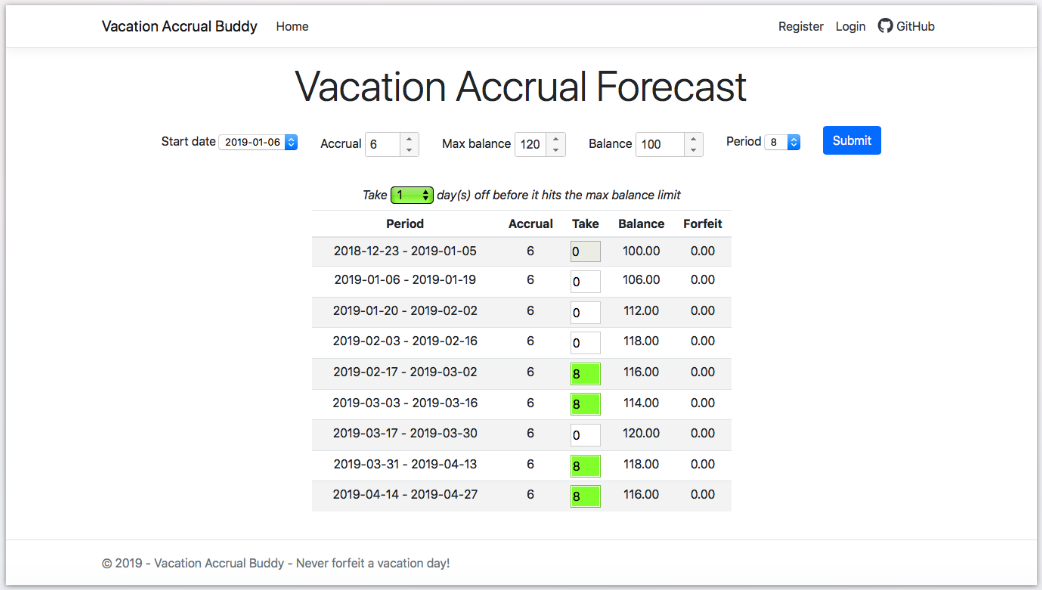 Vacation Accrual Buddy Home Register Login GitHub
Vacation Accrual Forecast
Start date 2019-01-06 Accrual 6 Max balance 120 Balance 100 Period 8 Submit
Take 1 day(s) off before it hits the max balance limit
Period Accrual Take Balance Forfeit
2018-12-23 - 2019-01-05 6 0 100.00 0.00
2019-01-06 - 2019-01-19 6 0 106.00 0.00
2019-01-20 - 2019-02-02 6 0 112.00 0.00
2019-02-03 - 2019-02-16 6 0 118.00 0.00
2019-02-17 - 2019-03-02 6 8 116.00 0.00
2019-03-03 - 2019-03-16 6 8 114.00 0.00
2019-03-17 - 2019-03-30 6 0 120.00 0.00
2019-03-31 - 2019-04-13 6 8 118.00 0.00
2019-04-14 - 2019-04-27 6 8 116.00 0.00
© 2019 - Vacation Accrual Buddy - Never forfeit a vacation day!